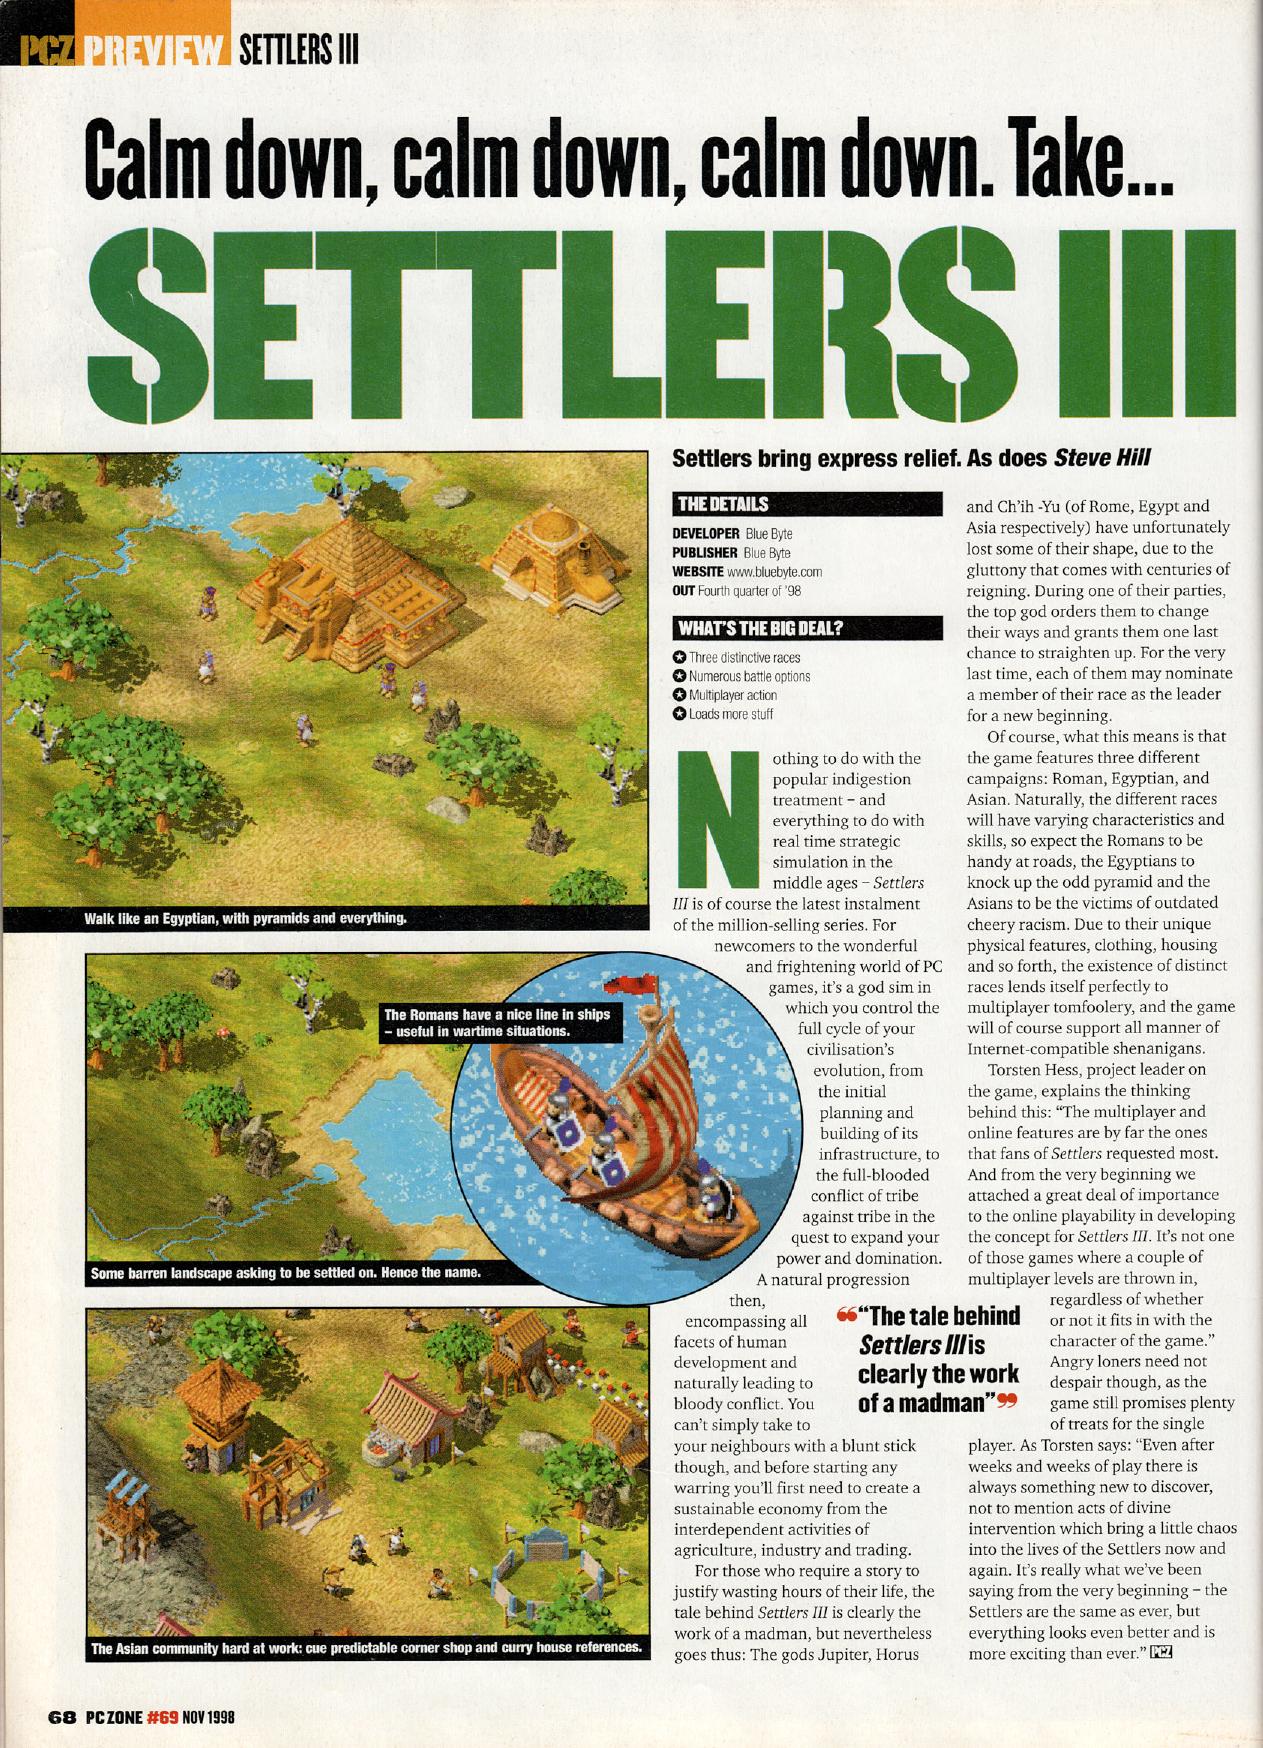 PCZ PREVIEW SETTLERS III
Calm down, calm down, calm down. Take...
SETTLERS III
Settlers bring express relief. As does Steve Hill
Walk like an Egyptian, with pyramids and everything.
The Romans have a nice line in ships
– useful in wartime situations.
Some barren landscape asking to be settled on. Hence the name.
The Asian community hard at work: cue predictable corner shop and curry house references.
THE DETAILS
DEVELOPER Blue Byte
PUBLISHER Blue Byte
WEBSITE www.bluebyte.com
OUT Fourth quarter of '98
WHAT'S THE BIG DEAL?
Three distinctive races
Numerous battle options
Multiplayer action
Loads more stuff
Nothing to do with the
popular indigestion
treatment – and
everything to do with
real time strategic
simulation in the
middle ages – Settlers
III is of course the latest instalment
of the million-selling series. For
newcomers to the wonderful
and frightening world of PC
games, it's a god sim in
which you control the
full cycle of your
civilisation's
evolution, from
the initial
planning and
building of its
infrastructure, to
the full-blooded
conflict of tribe
against tribe in the
quest to expand your
power and domination.
A natural progression
then,
encompassing all
facets of human
development and
naturally leading to
bloody conflict. You
can't simply take to
your neighbours with a blunt stick
though, and before starting any
warring you'll first need to create a
sustainable economy from the
interdependent activities of
agriculture, industry and trading.
For those who require a story to
justify wasting hours of their life, the
tale behind Settlers III is clearly the
work of a madman, but nevertheless
goes thus: The gods Jupiter, Horus
“"The tale behind
Settlers III is
clearly the work
of a madman"”
and Ch'ih -Yu (of Rome, Egypt and
Asia respectively) have unfortunately
lost some of their shape, due to the
gluttony that comes with centuries of
reigning. During one of their parties,
the top god orders them to change
their ways and grants them one last
chance to straighten up. For the very
last time, each of them may nominate
a member of their race as the leader
for a new beginning.
Of course, what this means is that
the game features three different
campaigns: Roman, Egyptian, and
Asian. Naturally, the different races
will have varying characteristics and
skills, so expect the Romans to be
handy at roads, the Egyptians to
knock up the odd pyramid and the
Asians to be the victims of outdated
cheery racism. Due to their unique
physical features, clothing, housing
and so forth, the existence of distinct
races lends itself perfectly to
multiplayer tomfoolery, and the game
will of course support all manner of
Internet-compatible shenanigans.
Torsten Hess, project leader on
the game, explains the thinking
behind this: “The multiplayer and
online features are by far the ones
that fans of Settlers requested most.
And from the very beginning we
attached a great deal of importance
to the online playability in developing
the concept for Settlers III. It's not one
of those games where a couple of
multiplayer levels are thrown in,
regardless of whether
or not it fits in with the
character of the game.”
Angry loners need not
despair though, as the
game still promises plenty
of treats for the single
player. As Torsten says: “Even after
weeks and weeks of play there is
always something new to discover,
not to mention acts of divine
intervention which bring a little chaos
into the lives of the Settlers now and
again. It's really what we've been
saying from the very beginning – the
Settlers are the same as ever, but
everything looks even better and is
more exciting than ever.” PCZ
68 PC ZONE #69 NOV 1998